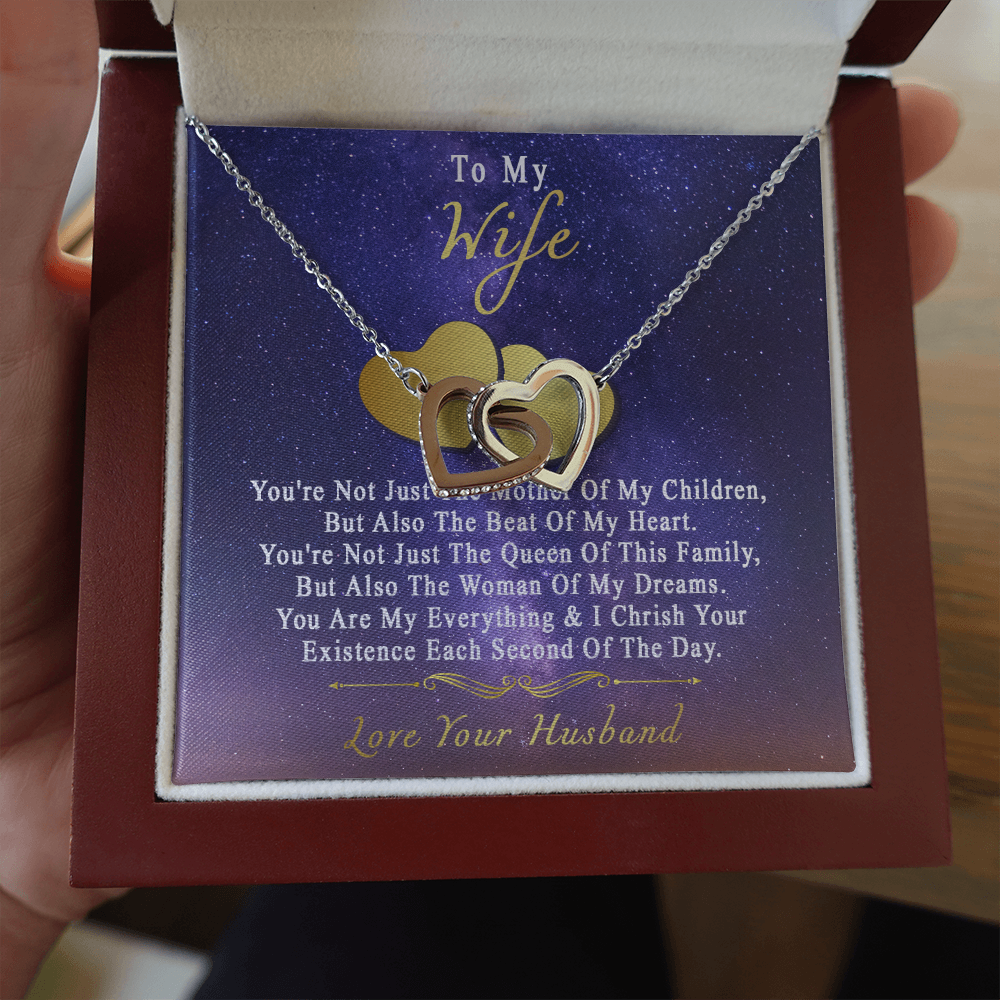 To My
Wife
You're Not Just The Mother Of My Children,
But Also The Beat Of My Heart.
You're Not Just The Queen Of This Family,
But Also The Woman Of My Dreams.
You Are My Everything & I Chrish Your
Existence Each Second Of The Day.
Love Your Husband